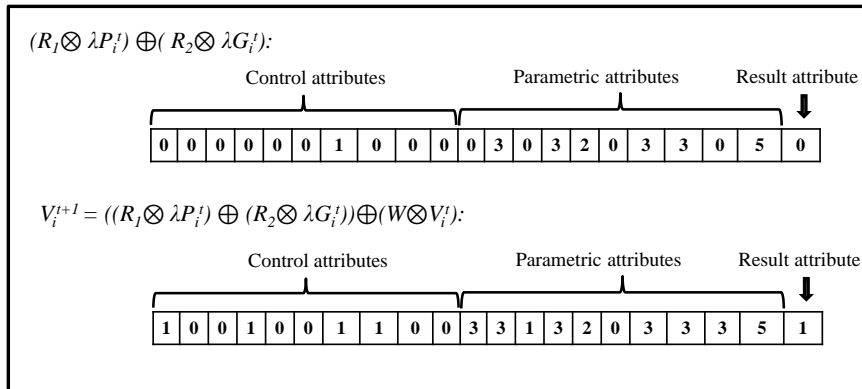 (R₁⊗ λPᵢᵗ) ⊕( R₂⊗ λGᵢᵗ):
Control attributes Parametric attributes Result attribute
0 0 0 0 0 0 1 0 0 0 0 3 0 3 2 0 3 3 0 5 0
Vᵢᵗ⁺¹ = ((R₁⊗ λPᵢᵗ) ⊕ (R₂⊗ λGᵢᵗ))⊕(W⊗Vᵢᵗ):
Control attributes Parametric attributes Result attribute
1 0 0 1 0 0 1 1 0 0 3 3 1 3 2 0 3 3 3 5 1